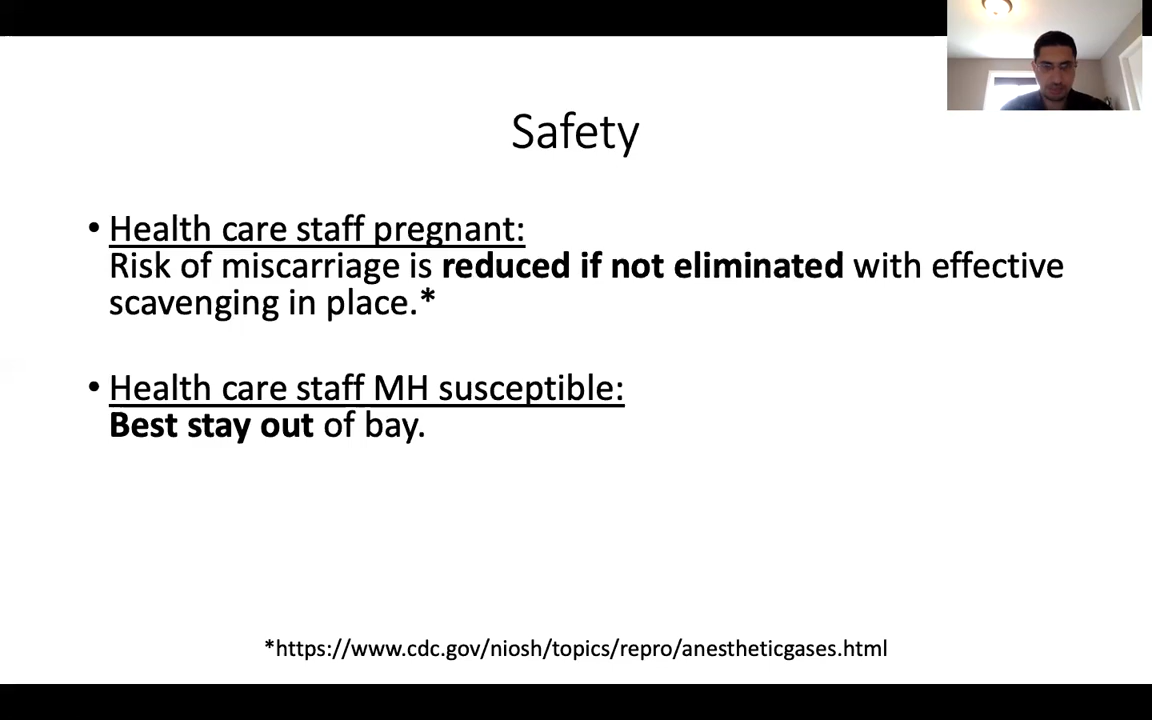 Safety
• Health care staff pregnant:
Risk of miscarriage is reduced if not eliminated with effective
scavenging in place.*
• Health care staff MH susceptible:
Best stay out of bay.
*https://www.cdc.gov/niosh/topics/repro/anestheticgases.html